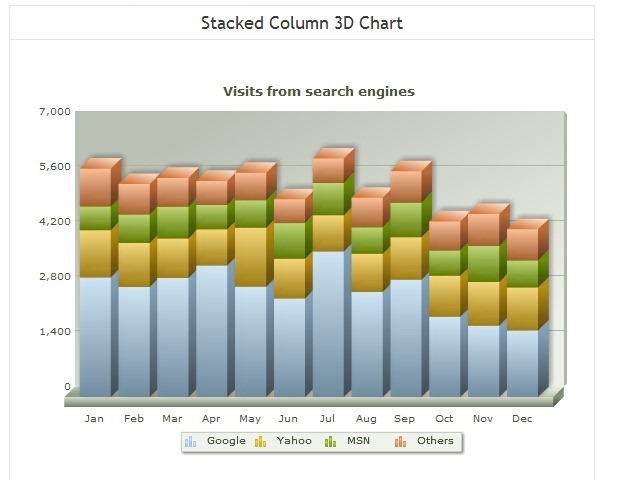 Stacked Column 3D Chart
Visits from search engines
7,000
5,600
4,200
2,800
1,400
0
Jan Feb Mar Apr May Jun Jul Aug Sep Oct Nov Dec
Google Yahoo MSN Others